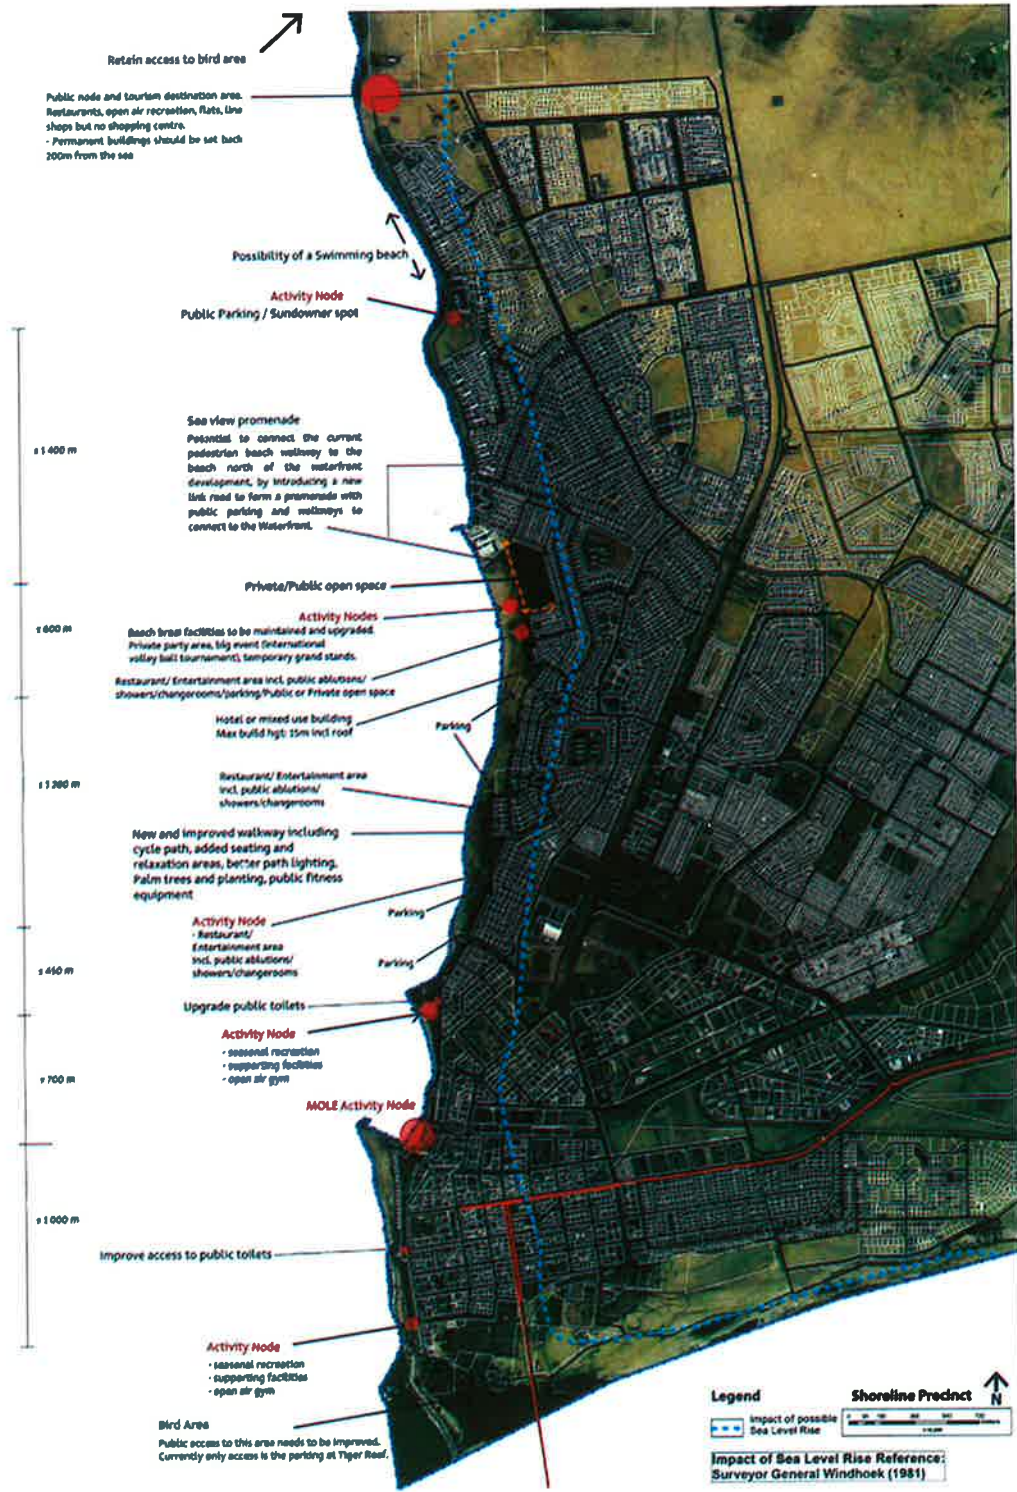 Retain access to bird area
Public node and tourism destination area.
Restaurants, open air recreation, flats, line
shops but no shopping centre.
- Permanent buildings should be set back
200m from the sea
Possibility of a Swimming beach
Activity Node
Public Parking / Sundowner spot
± 1 400 m
Sea view promenade
Potential to connect the current
pedestrian beach walkway to the
beach north of the waterfront
development, by introducing a new
link road to form a promenade with
public parking and walkways to
connect to the Waterfront.
Private/Public open space
± 600 m
Activity Nodes
Beach braai facilities to be maintained and upgraded.
Private party area, big event (international
volley ball tournament), temporary grand stands.
Restaurant/ Entertainment area incl. public ablutions/
showers/changerooms/parking/Public or Private open space
Hotel or mixed use building
Max build hgt: 15m incl roof
Parking
± 1 380 m
Restaurant/ Entertainment area
incl. public ablutions/
showers/changerooms
New and improved walkway including
cycle path, added seating and
relaxation areas, better path lighting,
Palm trees and planting, public fitness
equipment
Parking
Activity Node
- Restaurant/
Entertainment area
incl. public ablutions/
showers/changerooms
Parking
± 460 m
Upgrade public toilets
Activity Node
- seasonal recreation
- supporting facilities
- open air gym
± 700 m
MOLE Activity Node
± 1 000 m
Improve access to public toilets
Activity Node
- seasonal recreation
- supporting facilities
- open air gym
Bird Area
Public access to this area needs to be improved.
Currently only access is the parking at Tiger Reef.
Legend
Shoreline Precinct
N
Impact of possible
Sea Level Rise
Impact of Sea Level Rise Reference:
Surveyor General Windhoek (1981)